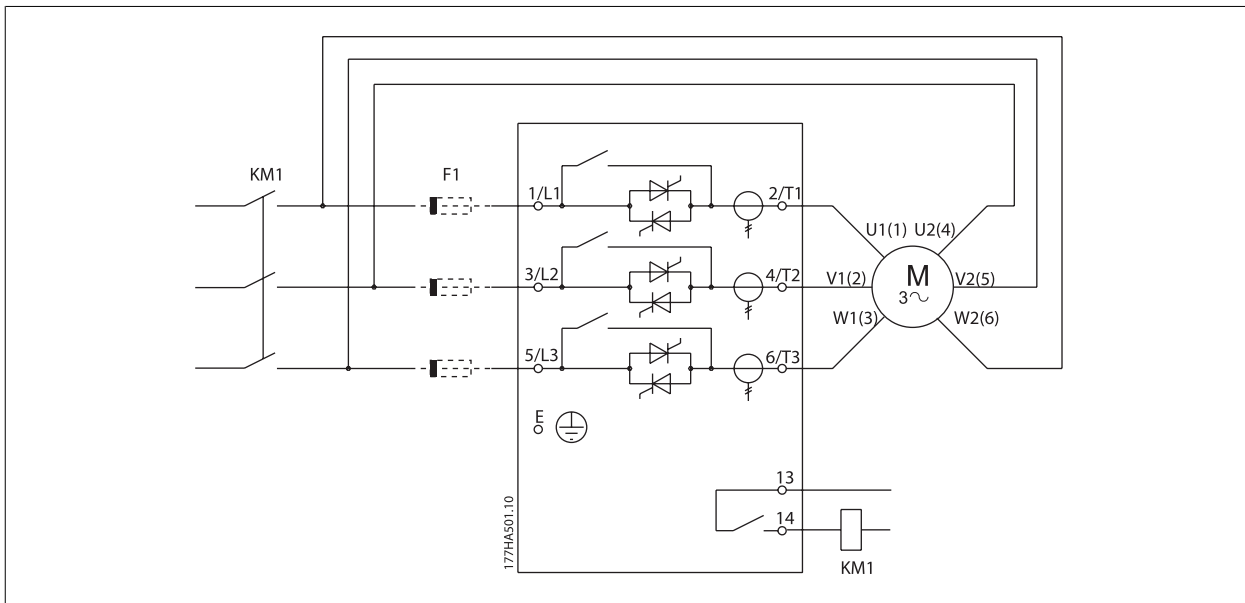 KM1
F1
1/L1
2/T1
U1(1) U2(4)
3/L2
4/T2
V1(2)
M
3
V2(5)
W1(3)
W2(6)
5/L3
6/T3
E
13
14
KM1
177HA501.10